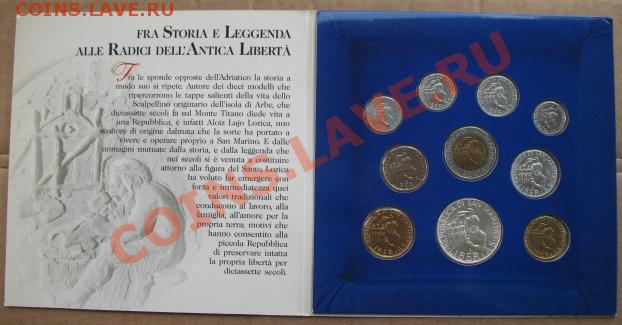 COINS.LAVE.RU
FRA STORIA E LEGGENDA
ALLE RADICI DELL'ANTICA LIBERTÀ
Tra le sponde opposte dell'Adriatico la storia a
modo suo si ripete. Autore dei dieci modelli che
ripercorrono le tappe salienti della vita dello
Scalpellino originario dell'isola di Arbe, che
diciassette secoli fa sul Monte Titano diede vita a
una Repubblica, è infatti Aloiz Lujo Lozica, uno
scultore di origine dalmata che la sorte ha portato a
vivere e operare proprio a San Marino. E dalle
immagini mutuate dalla storia, e dalla leggenda che
nei secoli si è venuta a costituire
attorno alla figura del Santo, Lozica
ha voluto far emergere con
forza e immediatezza quei
valori tradizionali che
conducono al lavoro, alla
famiglia, all'amore per la
propria terra; motivi che
hanno consentito alla
piccola Repubblica
di preservare intatta
la propria libertà per
diciassette secoli.
COINS.LAVE.RU
REPUBBLICA DI SAN MARINO
COINS.LAVE.RU